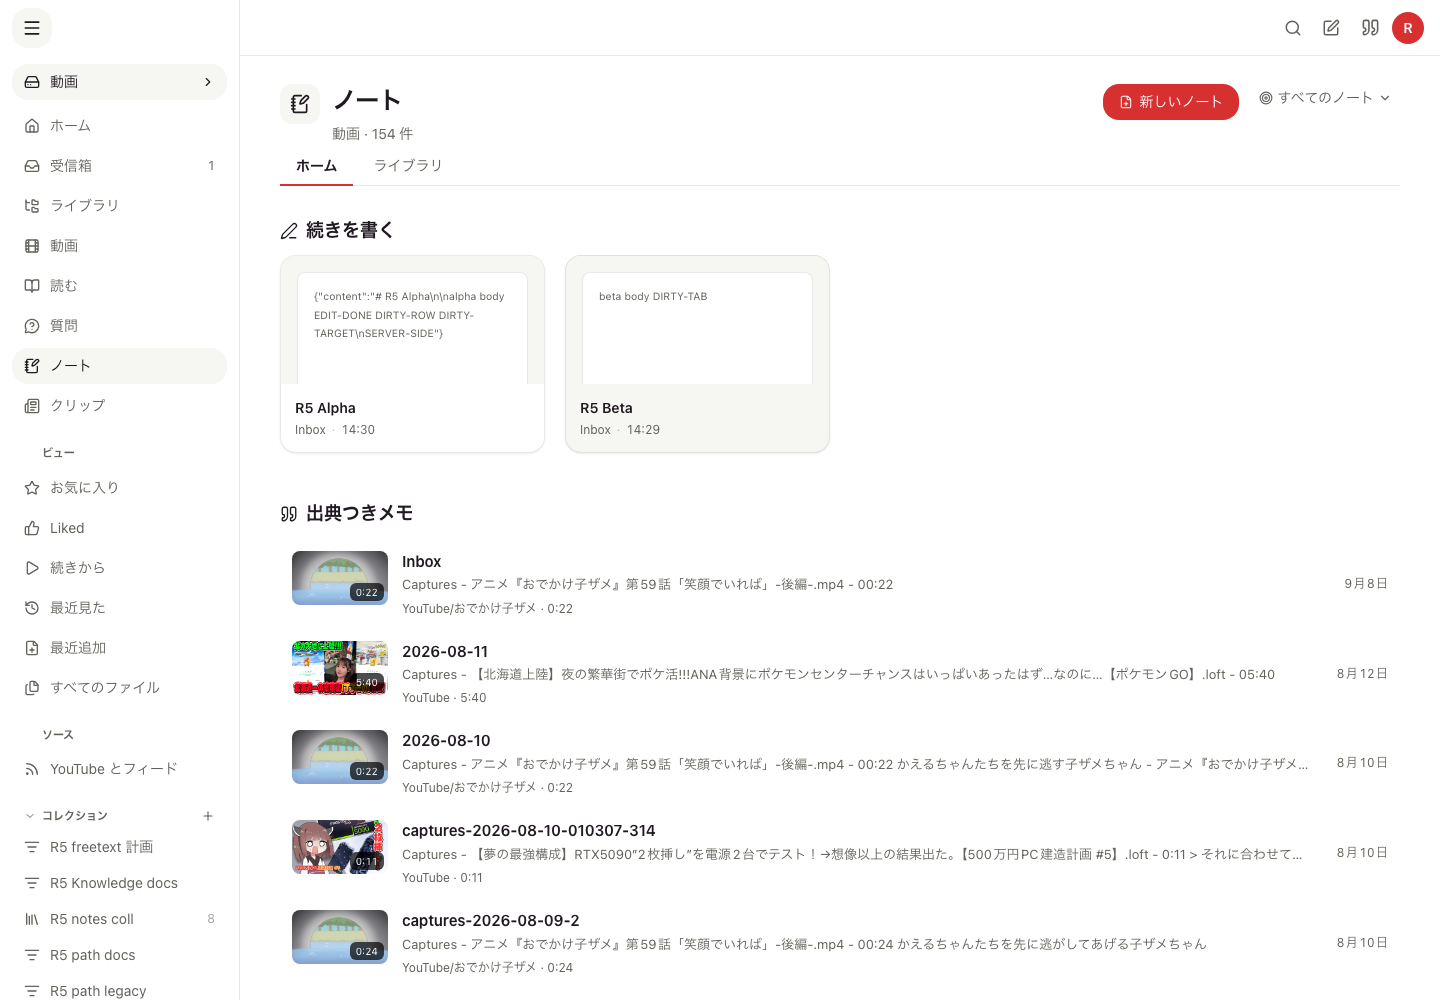 動画
ホーム
受信箱 1
ライブラリ
動画
読む
質問
ノート
クリップ
ビュー
お気に入り
Liked
続きから
最近見た
最近追加
すべてのファイル
ソース
YouTube とフィード
コレクション
R5 freetext 計画
R5 Knowledge docs
R5 notes coll 8
R5 path docs
R5 path legacy
R
ノート
動画 · 154 件
新しいノート
すべてのノート
ホーム ライブラリ
続きを書く
{"content":"# R5 Alpha\n\nalpha body
EDIT-DONE DIRTY-ROW DIRTY-
TARGET\nSERVER-SIDE"}
R5 Alpha
Inbox · 14:30
beta body DIRTY-TAB
R5 Beta
Inbox · 14:29
出典つきメモ
0:22
Inbox
Captures - アニメ『おでかけ子ザメ』第59話「笑顔でいれば」-後編-.mp4 - 00:22
YouTube/おでかけ子ザメ · 0:22
9月8日
5:40
2026-08-11
Captures - 【北海道上陸】夜の繁華街でポケ活!!!ANA背景にポケモンセンターチャンスはいっぱいあったはず…なのに…【ポケモンGO】.loft - 05:40
YouTube · 5:40
8月12日
0:22
2026-08-10
Captures - アニメ『おでかけ子ザメ』第59話「笑顔でいれば」-後編-.mp4 - 00:22 かえるちゃんたちを先に逃す子ザメちゃん - アニメ『おでかけ子ザメ...
YouTube/おでかけ子ザメ · 0:22
8月10日
0:11
captures-2026-08-10-010307-314
Captures - 【夢の最強構成】RTX5090”2枚挿し”を電源2台でテスト！→想像以上の結果出た。【500万円PC建造計画 #5】.loft - 0:11 > それに合わせて...
YouTube · 0:11
8月10日
0:24
captures-2026-08-09-2
Captures - アニメ『おでかけ子ザメ』第59話「笑顔でいれば」-後編-.mp4 - 00:24 かえるちゃんたちを先に逃がしてあげる子ザメちゃん
YouTube/おでかけ子ザメ · 0:24
8月10日